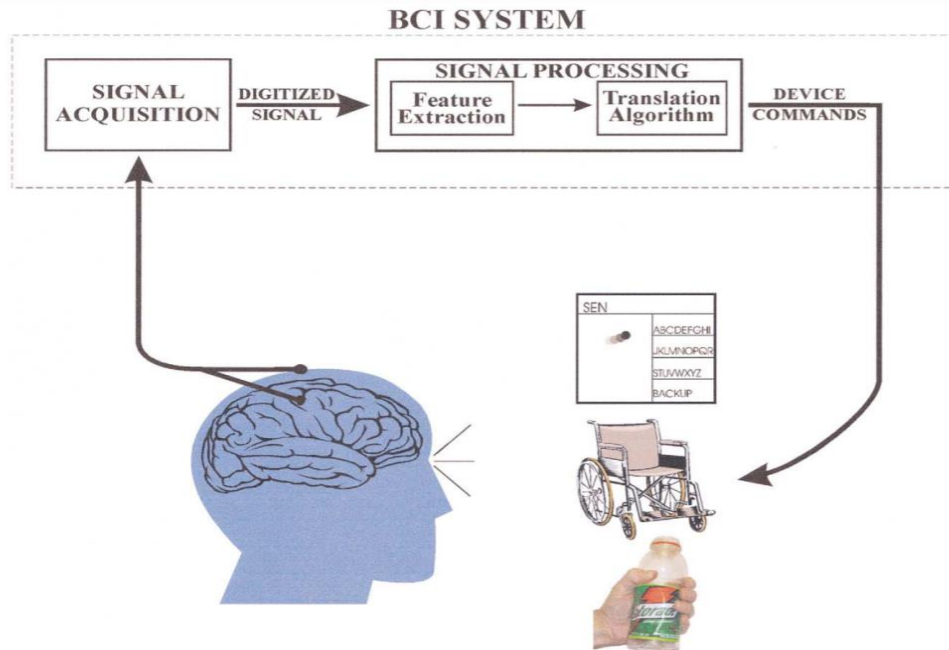 BCI SYSTEM
SIGNAL
ACQUISITION
DIGITIZED
SIGNAL
SIGNAL PROCESSING
Feature
Extraction
Translation
Algorithm
DEVICE
COMMANDS
SEN
ABCDEFGHI
JKLMNOPQR
STUVWXYZ
BACKUP